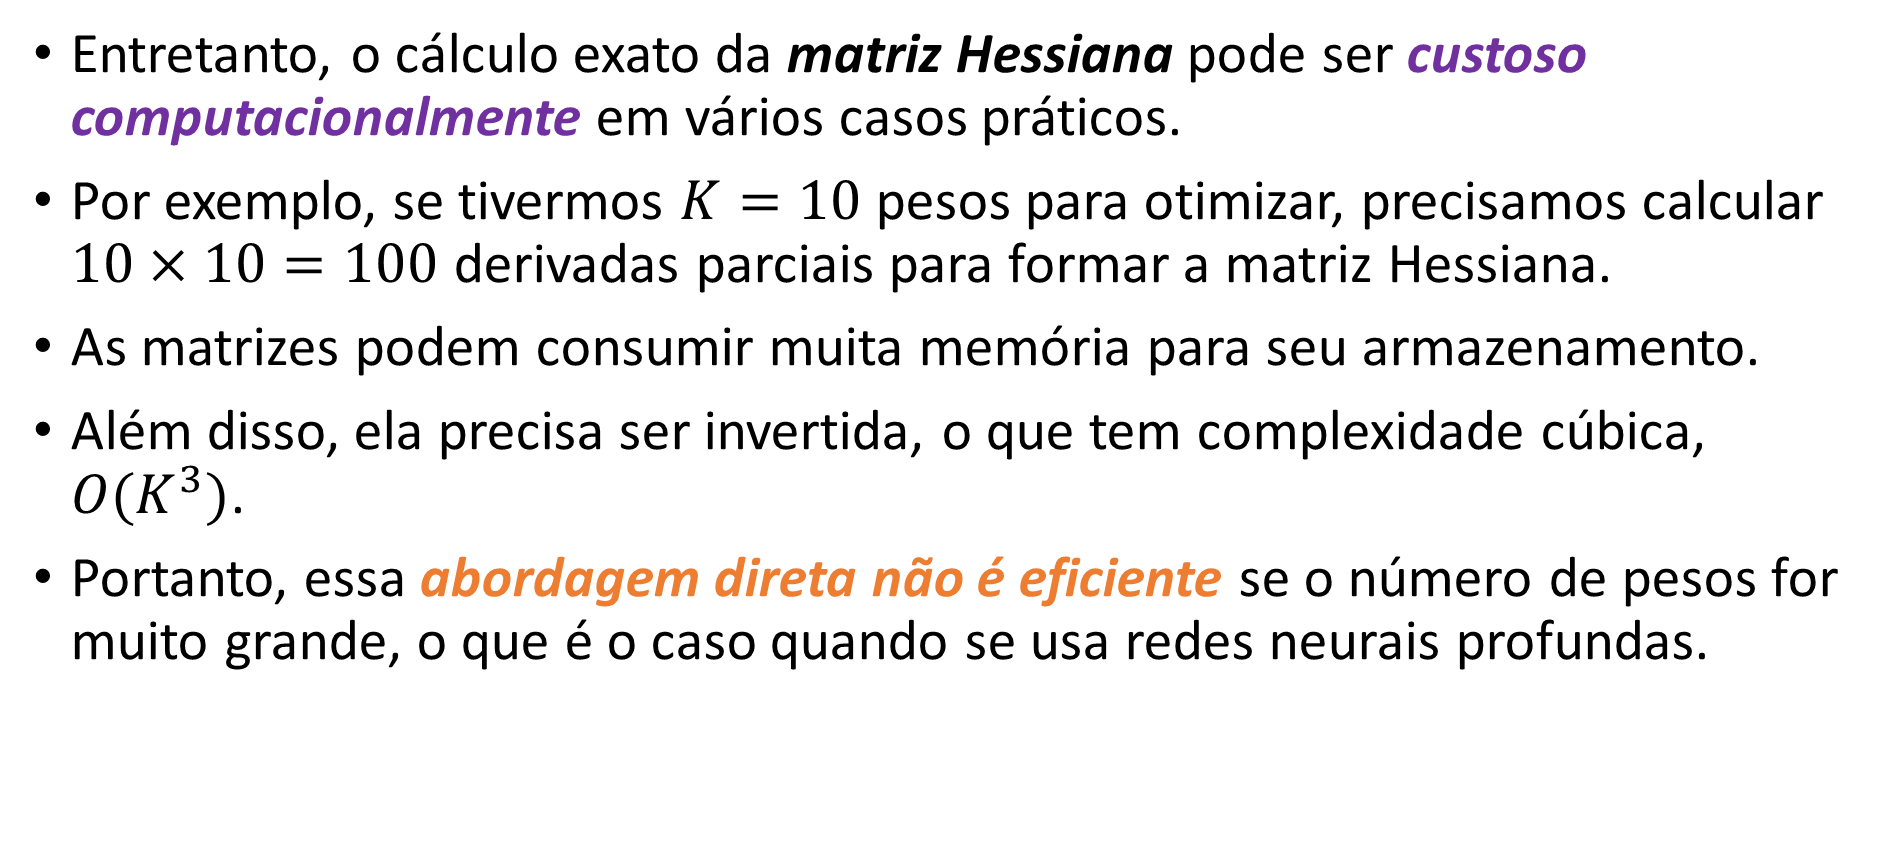 • Entretanto, o cálculo exato da matriz Hessiana pode ser custoso
computacionalmente em vários casos práticos.
• Por exemplo, se tivermos K = 10 pesos para otimizar, precisamos calcular
10 × 10 = 100 derivadas parciais para formar a matriz Hessiana.
• As matrizes podem consumir muita memória para seu armazenamento.
• Além disso, ela precisa ser invertida, o que tem complexidade cúbica,
O(K³).
• Portanto, essa abordagem direta não é eficiente se o número de pesos for
muito grande, o que é o caso quando se usa redes neurais profundas.